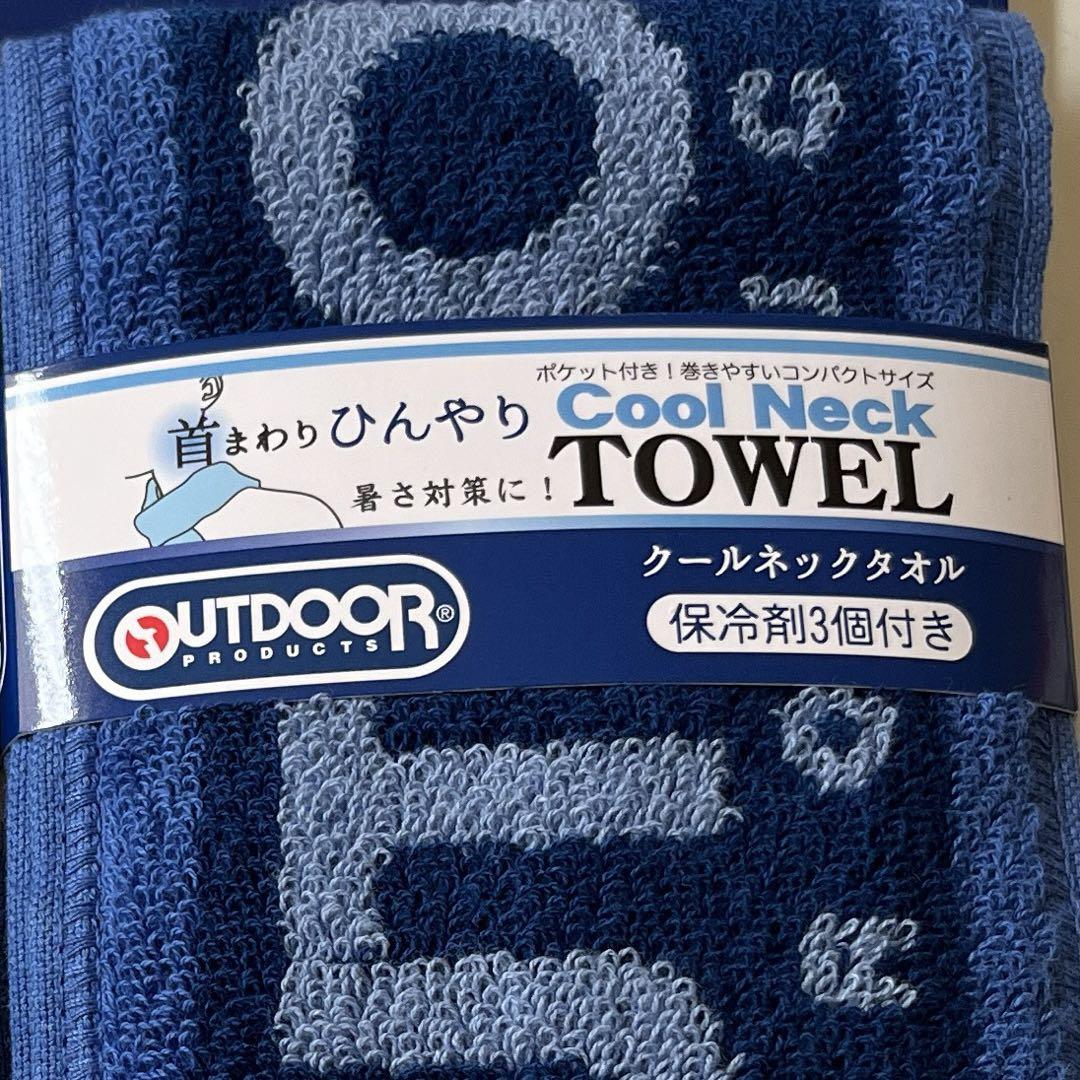 ポケット付き！巻きやすいコンパクトサイズ
首まわりひんやり
Cool Neck
暑さ対策に！
TOWEL
クールネックタオル
OUTDOOR®
PRODUCTS
保冷剤3個付き